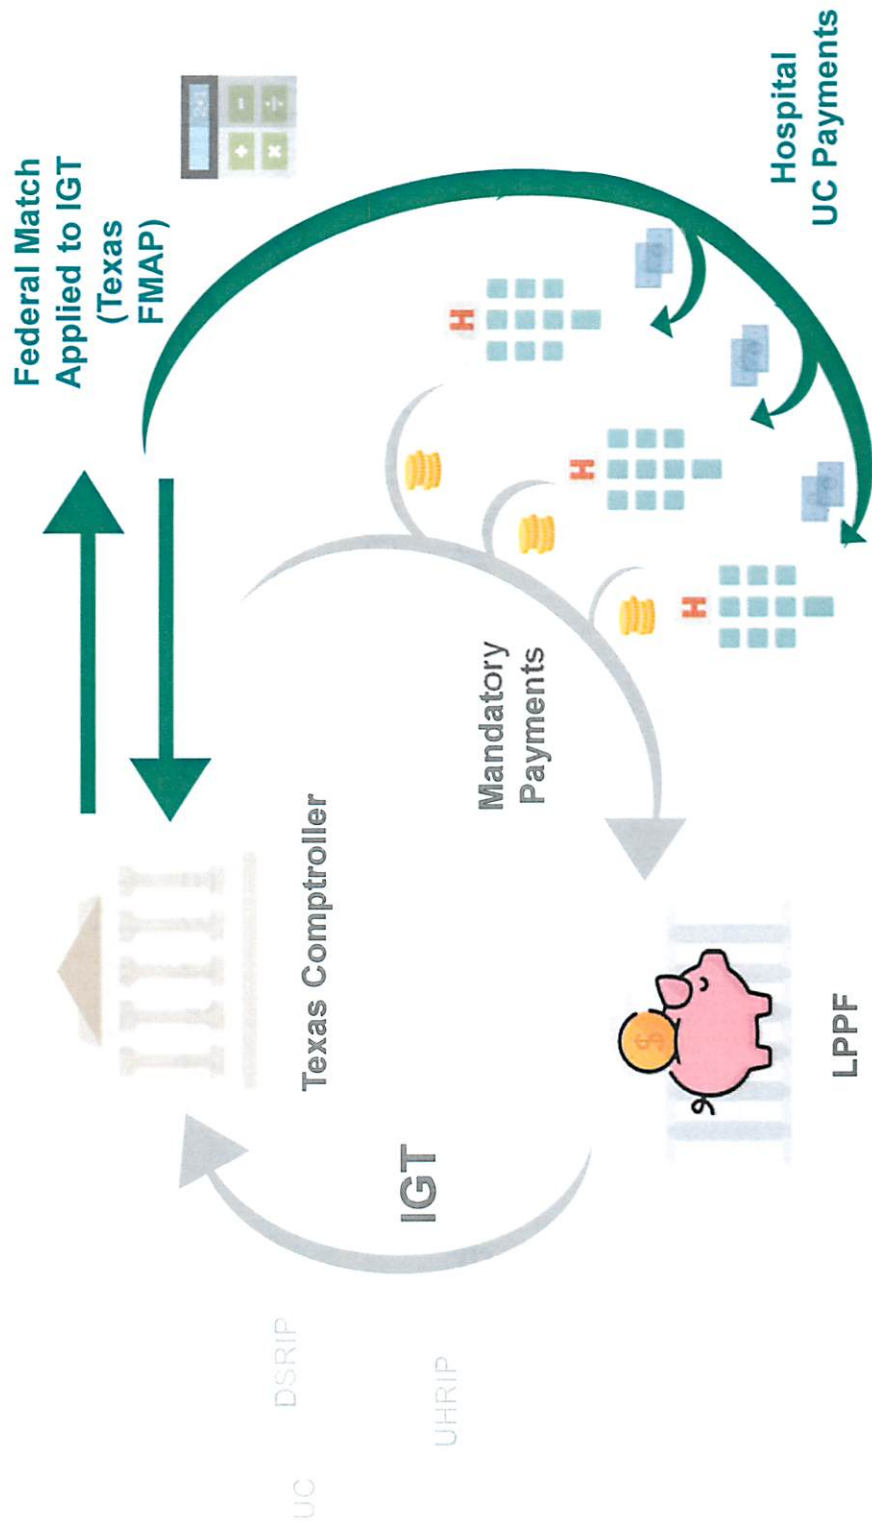 UC
DSRIP
UHRIP
IGT
Texas Comptroller
LPPF
Mandatory
Payments
Federal Match
Applied to IGT
(Texas
FMAP)
H
H
H
$
Hospital
UC Payments